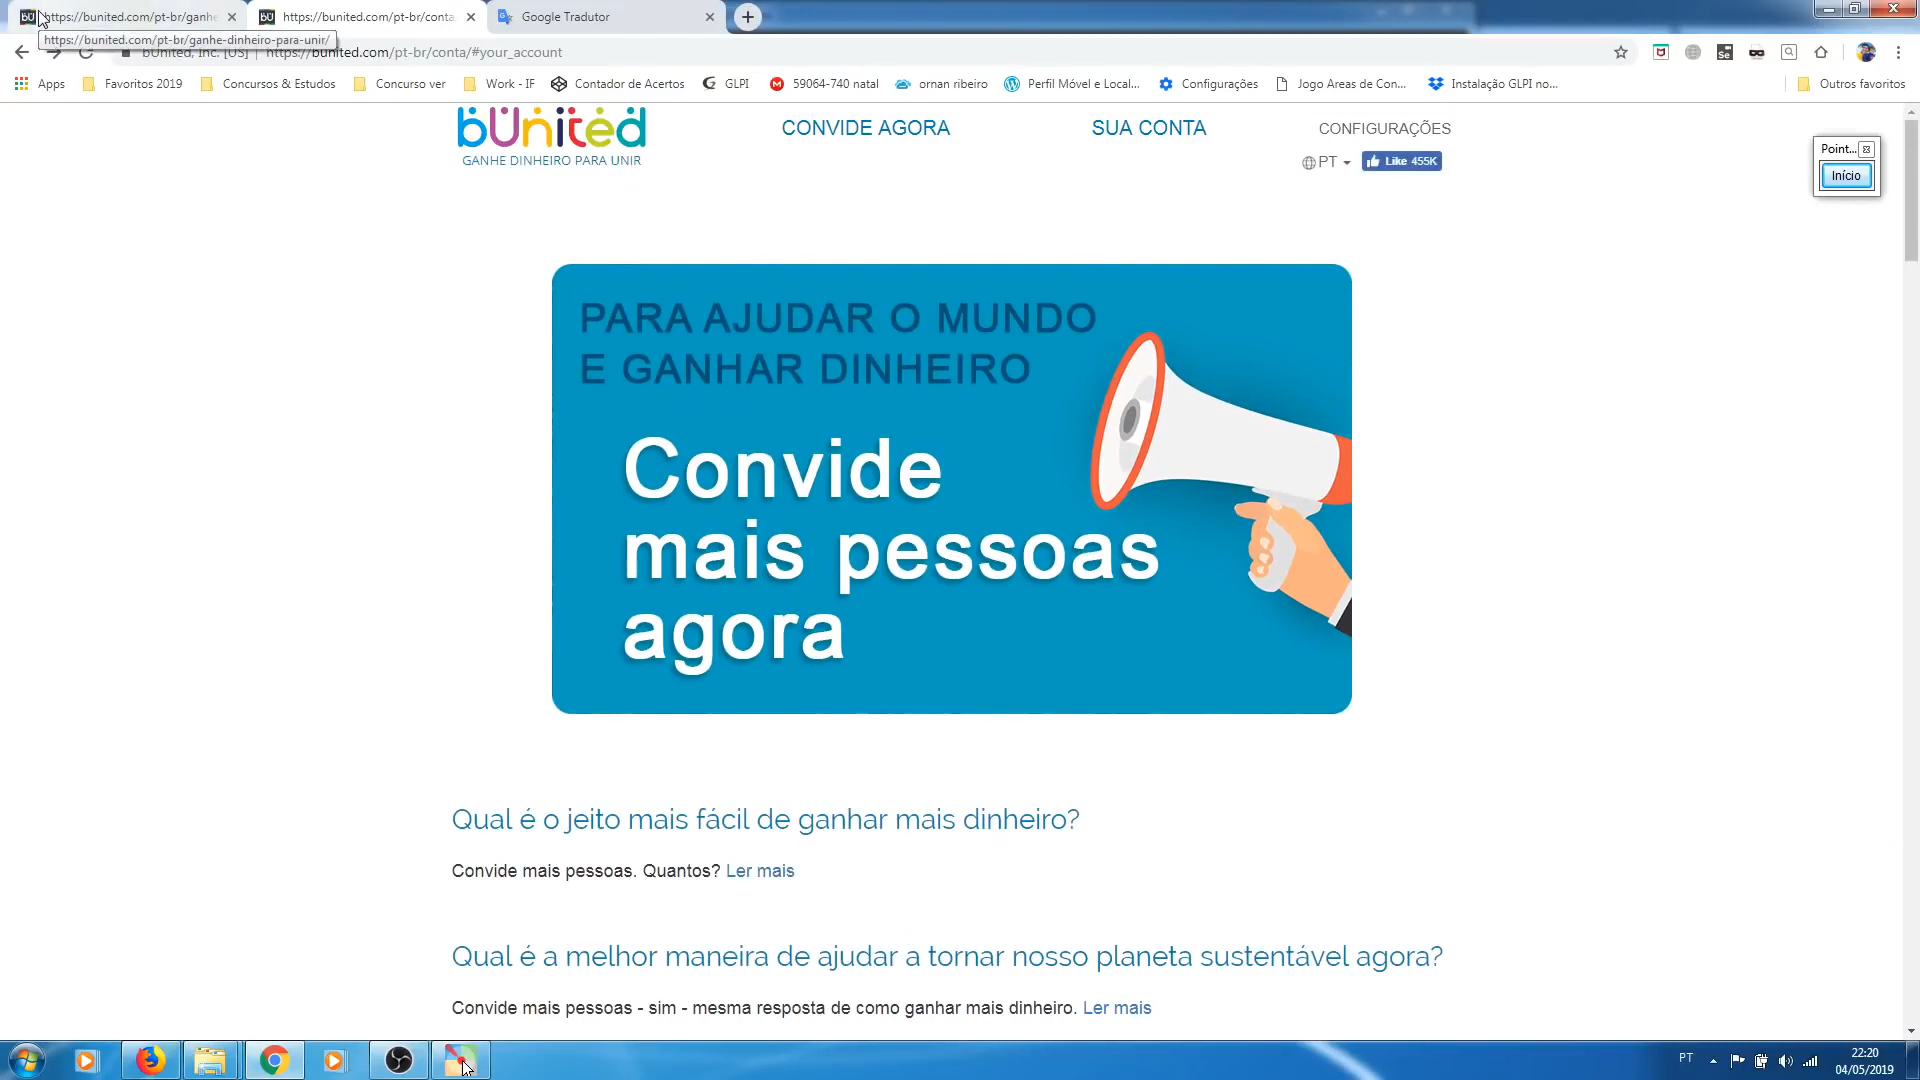 https://bunited.com/pt-br/ganhe
https://bunited.com/pt-br/conta
Google Tradutor
https://bunited.com/pt-br/ganhe-dinheiro-para-unir/
bUnited, Inc. [US]
https://bunited.com/pt-br/conta/#your_account
Apps
Favoritos 2019
Concursos & Estudos
Concurso ver
Work - IF
Contador de Acertos
GLPI
59064-740 natal
ornan ribeiro
Perfil Móvel e Local...
Configurações
Jogo Areas de Con...
Instalação GLPI no...
Outros favoritos
bUnited
GANHE DINHEIRO PARA UNIR
CONVIDE AGORA
SUA CONTA
CONFIGURAÇÕES
PT
Like 455K
Point...
Início
PARA AJUDAR O MUNDO
E GANHAR DINHEIRO
Convide
mais pessoas
agora
Qual é o jeito mais fácil de ganhar mais dinheiro?
Convide mais pessoas. Quantos? Ler mais
Qual é a melhor maneira de ajudar a tornar nosso planeta sustentável agora?
Convide mais pessoas - sim - mesma resposta de como ganhar mais dinheiro. Ler mais
PT
22:20
04/05/2019